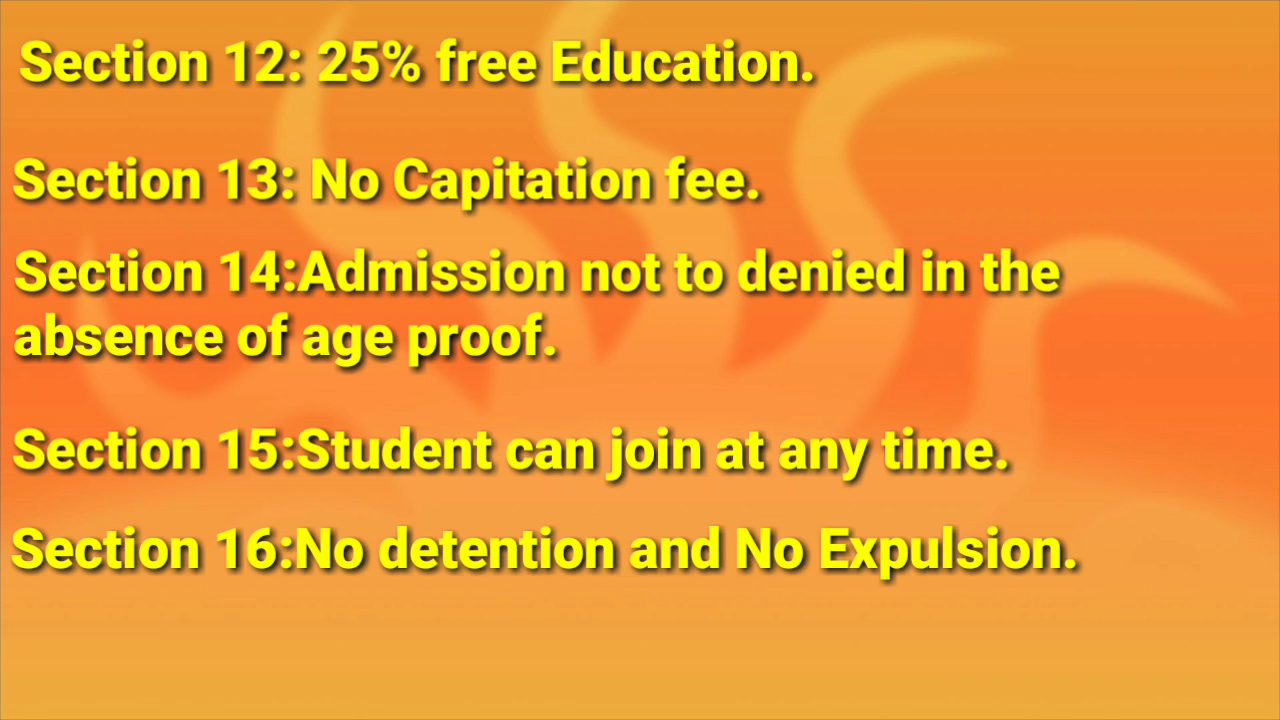 Section 12: 25% free Education.
Section 13: No Capitation fee.
Section 14:Admission not to denied in the
absence of age proof.
Section 15:Student can join at any time.
Section 16:No detention and No Expulsion.